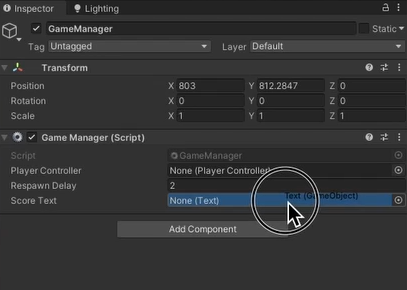 Inspector Lighting
GameManager Static
Tag Untagged Layer Default
Transform
Position X 803 Y 812.2847 Z 0
Rotation X 0 Y 0 Z 0
Scale X 1 Y 1 Z 1
Game Manager (Script)
Script GameManager
Player Controller None (Player Controller)
Respawn Delay 2
Text (GameObject)
Score Text None (Text)
Add Component